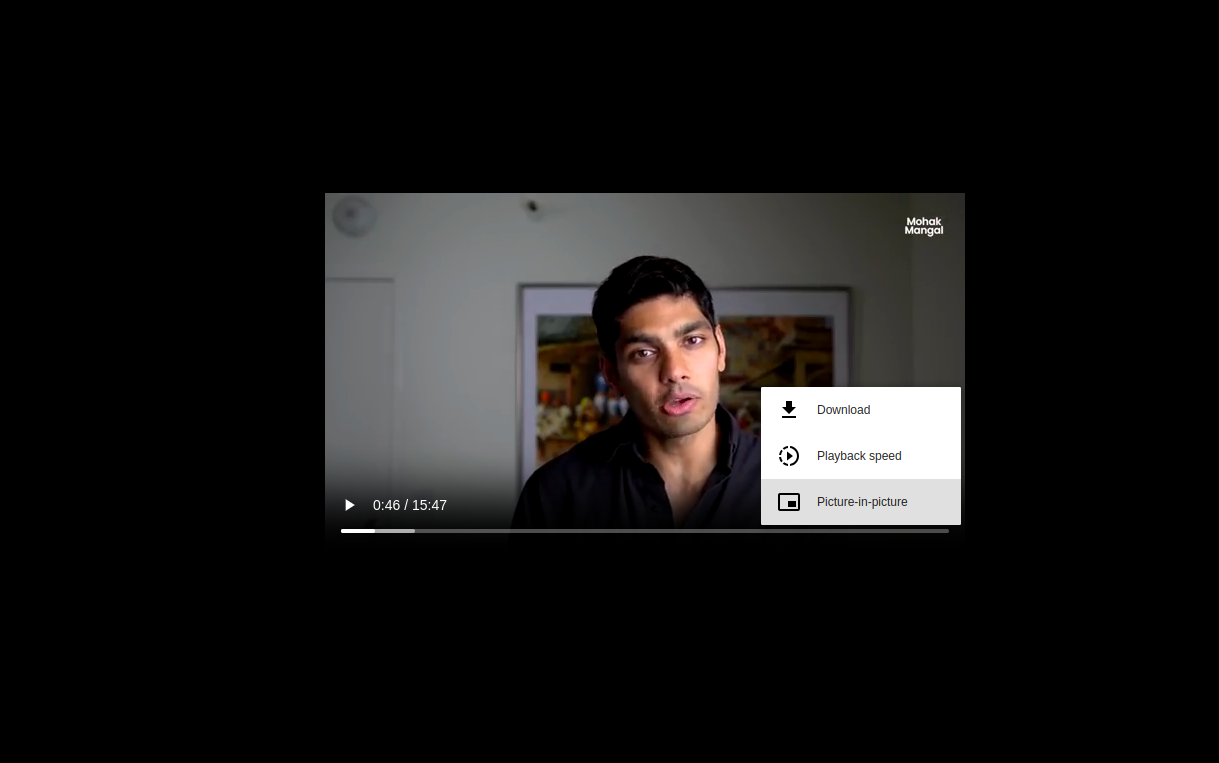 Mohak
Mangal
Download
Playback speed
Picture-in-picture
0:46 / 15:47